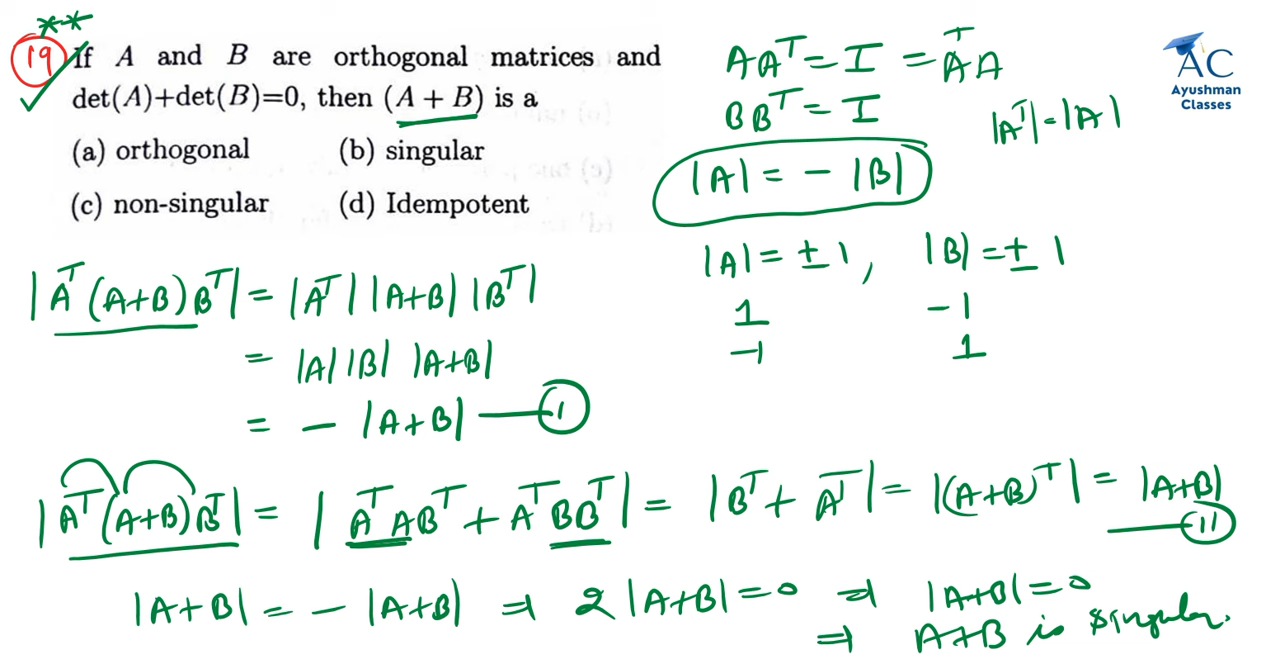 **
19 If A and B are orthogonal matrices and
det(A)+det(B)=0, then (A + B) is a
(a) orthogonal (b) singular
(c) non-singular (d) Idempotent
AAᵀ = I = AᵀA
BBᵀ = I
|Aᵀ| = |A|
|A| = - |B|
|A| = ± 1, |B| = ± 1
1 -1
-1 1
AC
Ayushman
Classes
|Aᵀ(A+B)Bᵀ| = |Aᵀ| |A+B| |Bᵀ|
= |A| |B| |A+B|
= - |A+B| — (i)
|Aᵀ(A+B)Bᵀ| = |AᵀABᵀ + AᵀBBᵀ| = |Bᵀ + Aᵀ| = |(A+B)ᵀ| = |A+B|
— (ii)
|A+B| = - |A+B| ⇒ 2|A+B| = 0 ⇒ |A+B| = 0
⇒ A+B is singular.